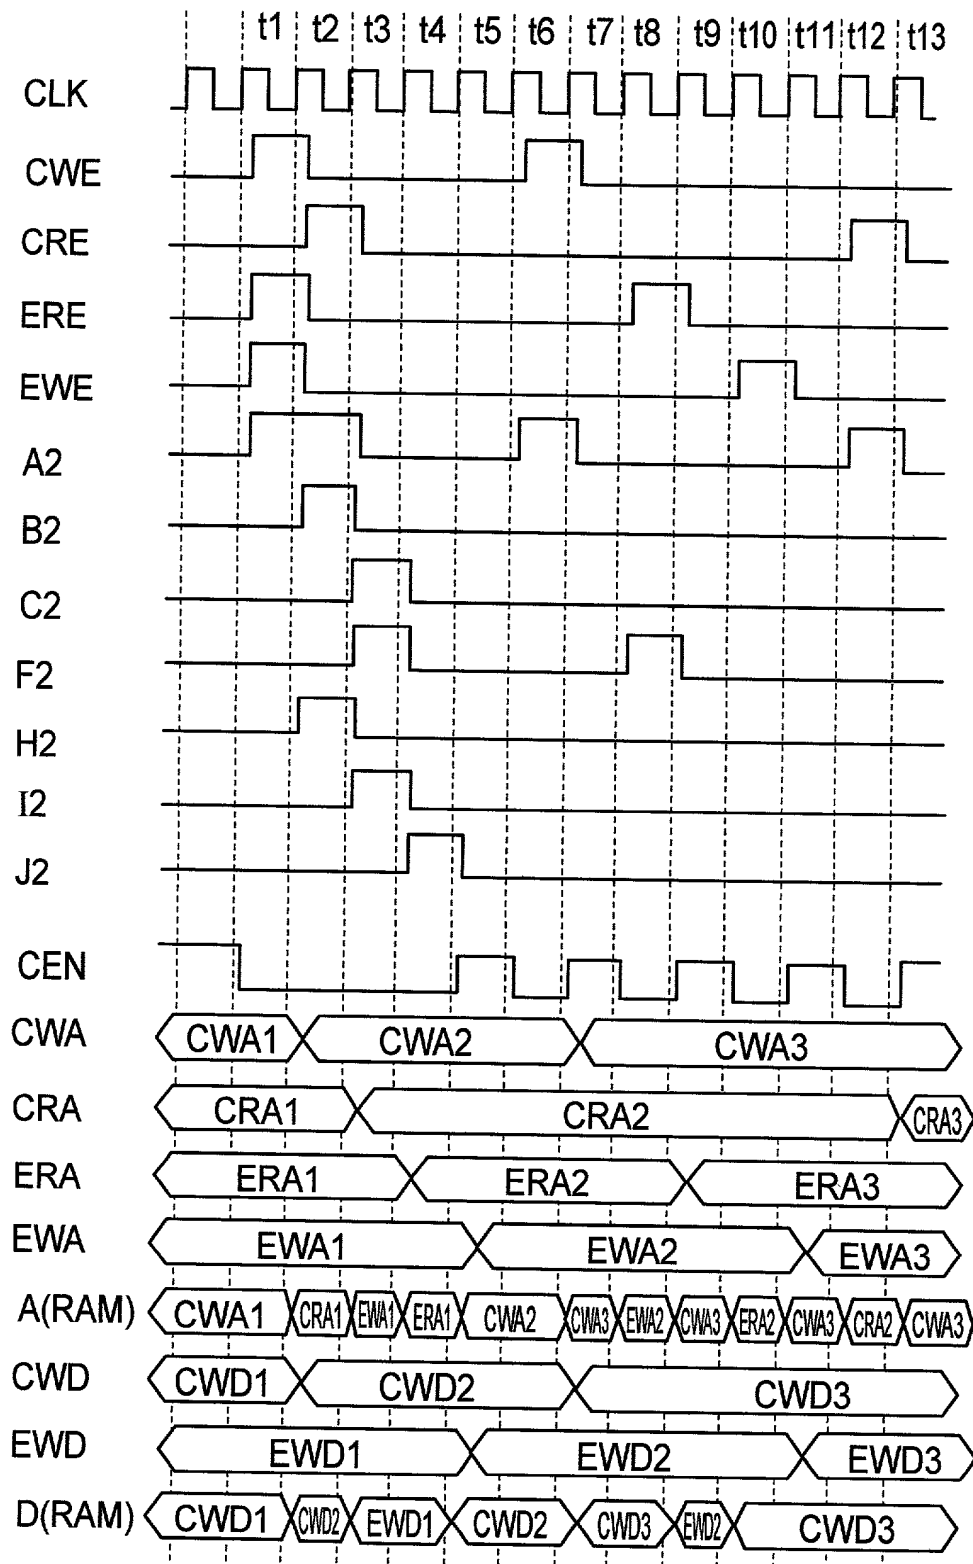 t1 t2 t3 t4 t5 t6 t7 t8 t9 t10 t11 t12 t13
CLK
CWE
CRE
ERE
EWE
A2
B2
C2
F2
H2
I2
J2
CEN
CWA CWA1 CWA2 CWA3
CRA CRA1 CRA2 CRA3
ERA ERA1 ERA2 ERA3
EWA EWA1 EWA2 EWA3
A(RAM) CWA1 CRA1 EWA1 ERA1 CWA2 CWA3 EWA2 CWA3 ERA2 CWA3 CRA2 CWA3
CWD CWD1 CWD2 CWD3
EWD EWD1 EWD2 EWD3
D(RAM) CWD1 CWD2 EWD1 CWD2 CWD3 EWD2 CWD3